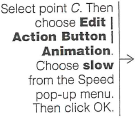 Select point C. Then
choose Edit |
Action Button |
Animation.
Choose slow
from the Speed
pop-up menu.
Then click OK.